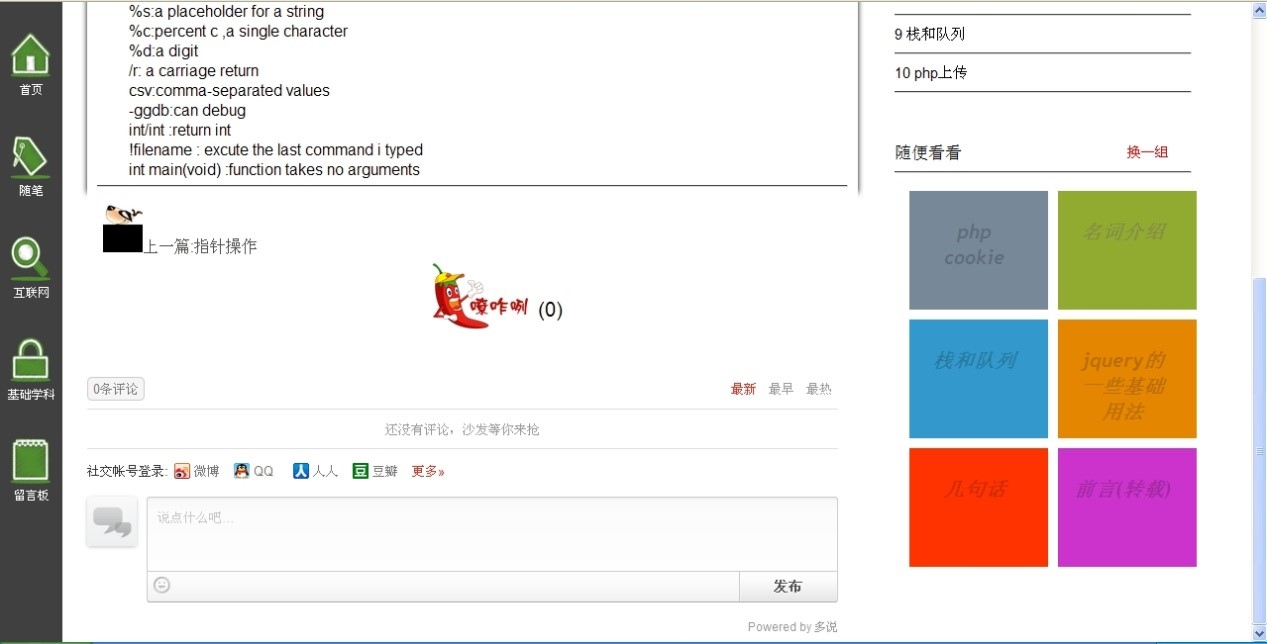 首页
随笔
互联网
基础学科
留言板
%s:a placeholder for a string
%c:percent c ,a single character
%d:a digit
/r: a carriage return
csv:comma-separated values
-ggdb:can debug
int/int :return int
!filename : excute the last command i typed
int main(void) :function takes no arguments
上一篇:指针操作
嘹咋咧 (0)
0条评论
最新 最早 最热
还没有评论，沙发等你来抢
社交帐号登录: 微博 QQ 人人 豆瓣 更多»
说点什么吧...
发布
Powered by 多说
9 栈和队列
10 php上传
随便看看 换一组
php
cookie
名词介绍
栈和队列
jquery的
一些基础
用法
几句话
前言(转载)